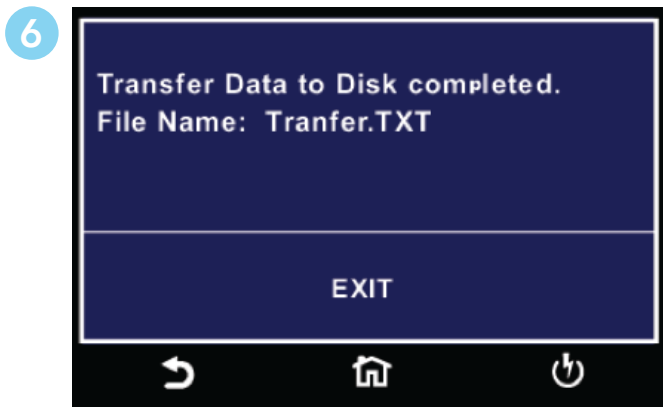 6
Transfer Data to Disk completed.
File Name: Tranfer.TXT
EXIT